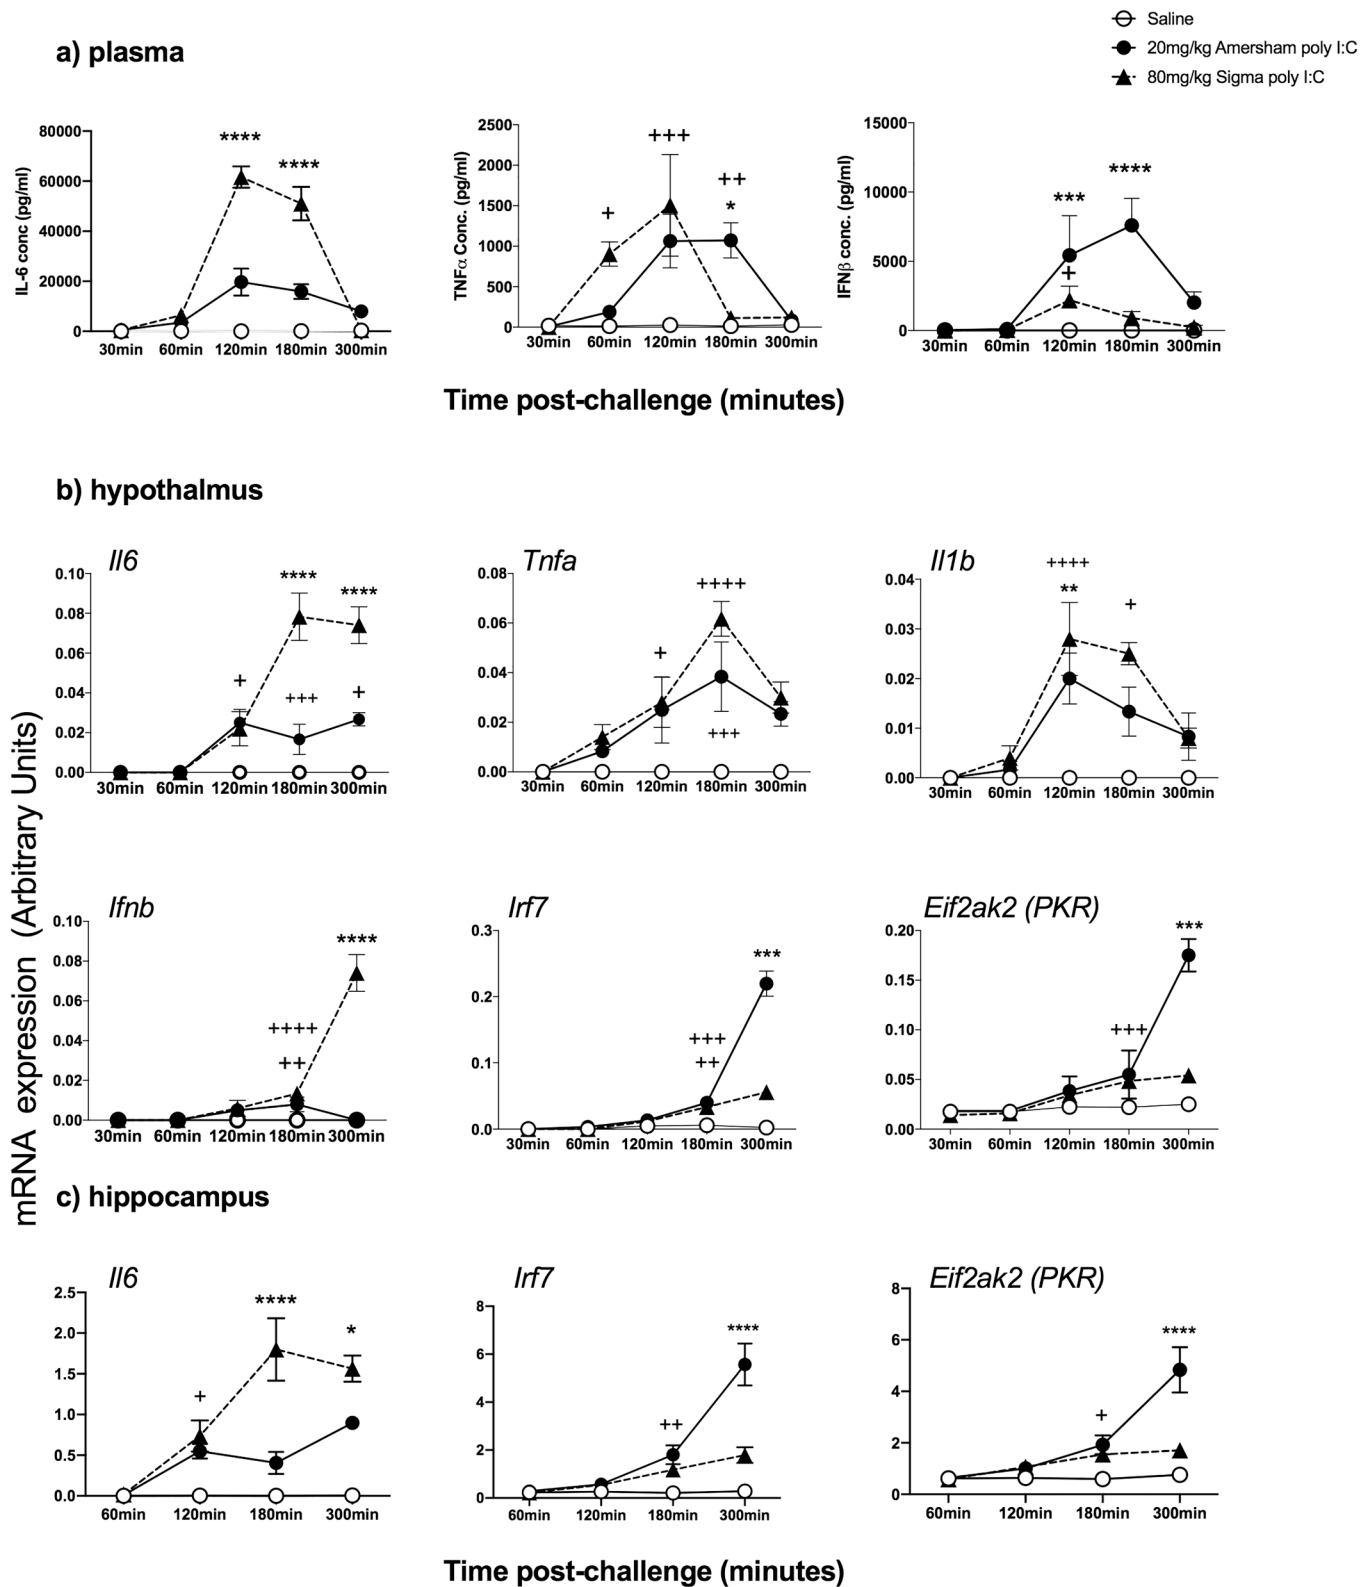 Saline
20mg/kg Amersham poly I:C
80mg/kg Sigma poly I:C
a) plasma
IL-6 conc (pg/ml)
80000
60000
40000
20000
0
****
****
30min 60min 120min 180min 300min
TNFα Conc. (pg/ml)
2500
2000
1500
1000
500
0
+
+++
++
*
30min 60min 120min 180min 300min
IFNβ conc. (pg/ml)
15000
10000
5000
0
***
+
****
30min 60min 120min 180min 300min
Time post-challenge (minutes)
mRNA expression (Arbitrary Units)
b) hypothalmus
Il6
0.10
0.08
0.06
0.04
0.02
0.00
+
****
+++
****
+
30min 60min 120min 180min 300min
Tnfa
0.08
0.06
0.04
0.02
0.00
+
++++
+++
30min 60min 120min 180min 300min
Il1b
0.04
0.03
0.02
0.01
0.00
++++
**
+
30min 60min 120min 180min 300min
Ifnb
0.10
0.08
0.06
0.04
0.02
0.00
++++
++
****
30min 60min 120min 180min 300min
Irf7
0.3
0.2
0.1
0.0
+++
++
***
30min 60min 120min 180min 300min
Eif2ak2 (PKR)
0.20
0.15
0.10
0.05
0.00
+++
***
30min 60min 120min 180min 300min
c) hippocampus
Il6
2.5
2.0
1.5
1.0
0.5
0.0
+
****
*
60min 120min 180min 300min
Irf7
8
6
4
2
0
++
****
60min 120min 180min 300min
Eif2ak2 (PKR)
8
6
4
2
0
+
****
60min 120min 180min 300min
Time post-challenge (minutes)